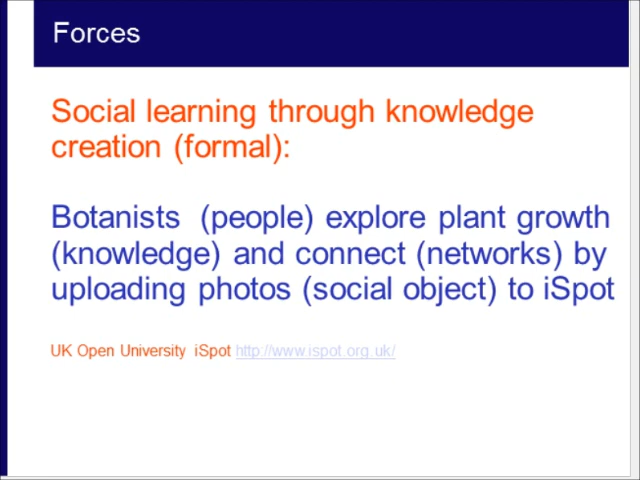 Forces
Social learning through knowledge
creation (formal):
Botanists (people) explore plant growth
(knowledge) and connect (networks) by
uploading photos (social object) to iSpot
UK Open University iSpot http://www.ispot.org.uk/